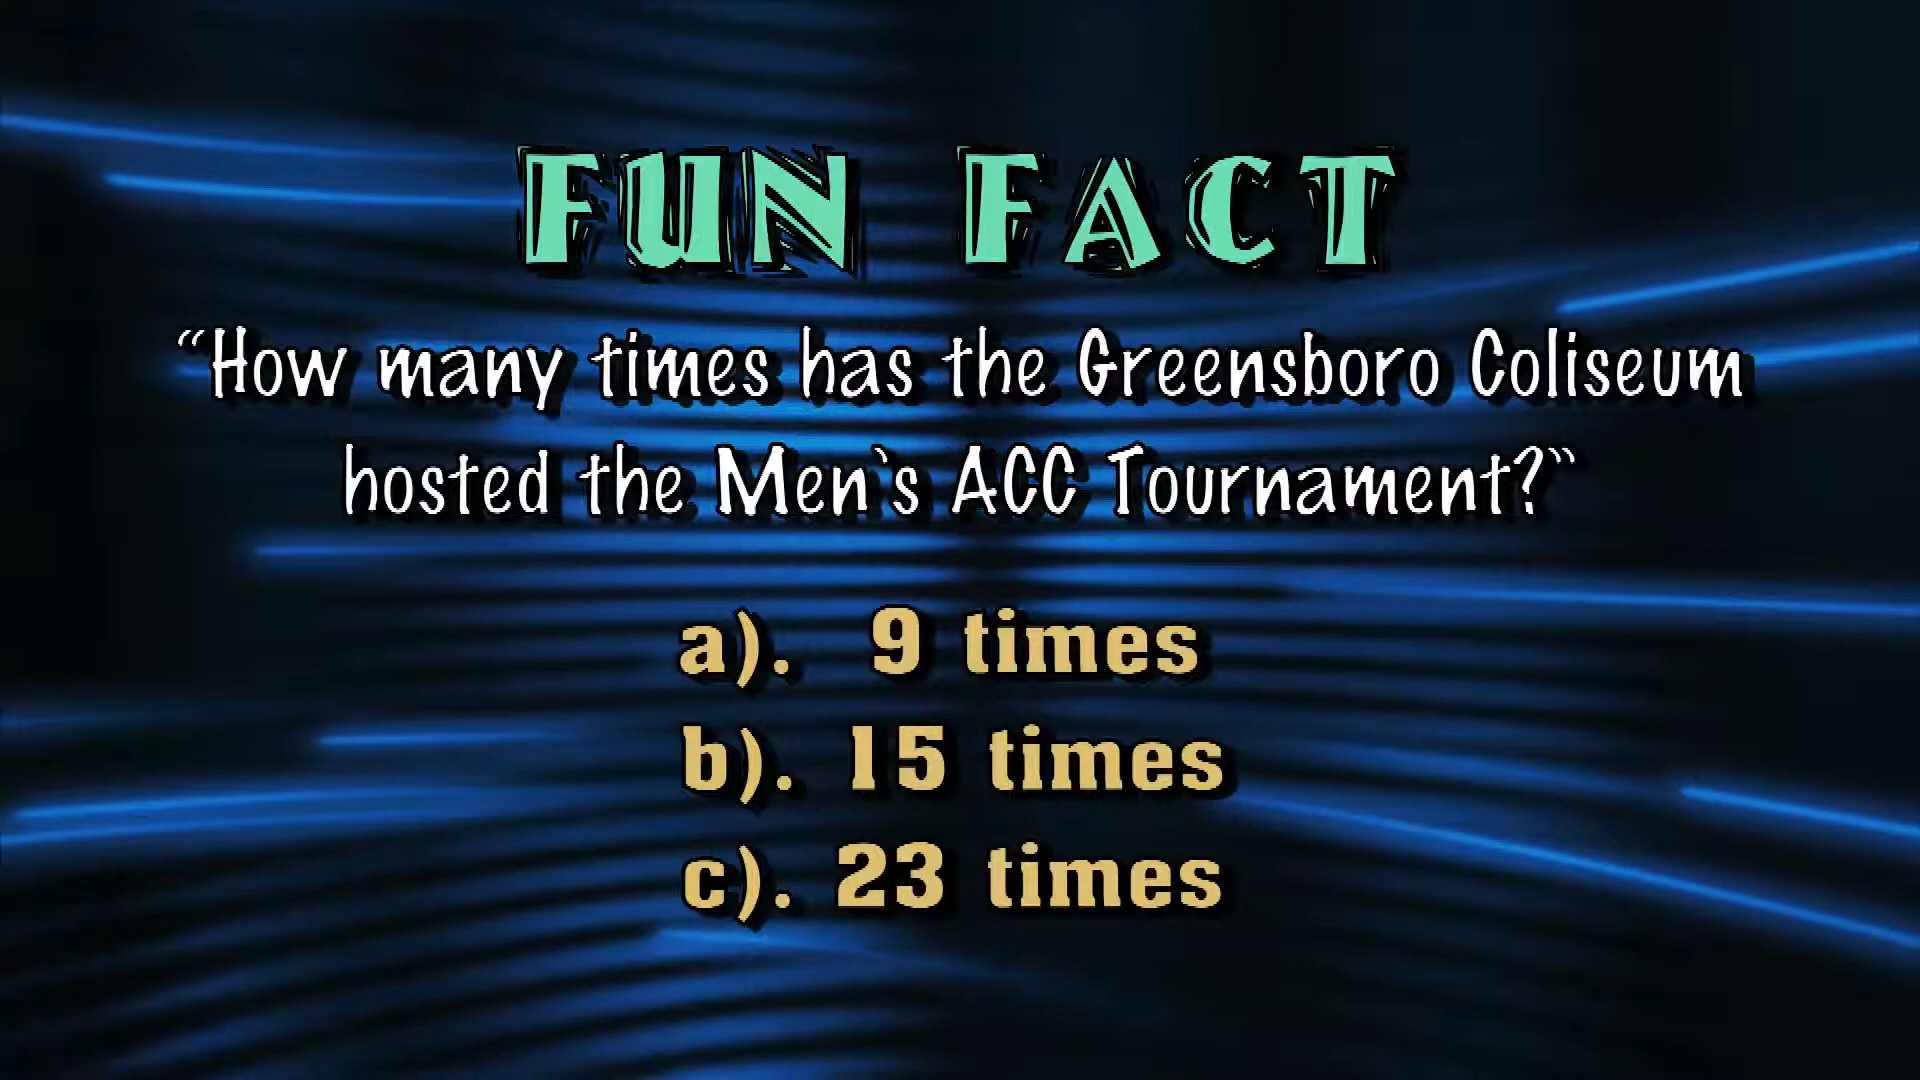 FUN FACT
“How many times has the Greensboro Coliseum
hosted the Men`s ACC Tournament?‶
a). 9 times
b). 15 times
c). 23 times